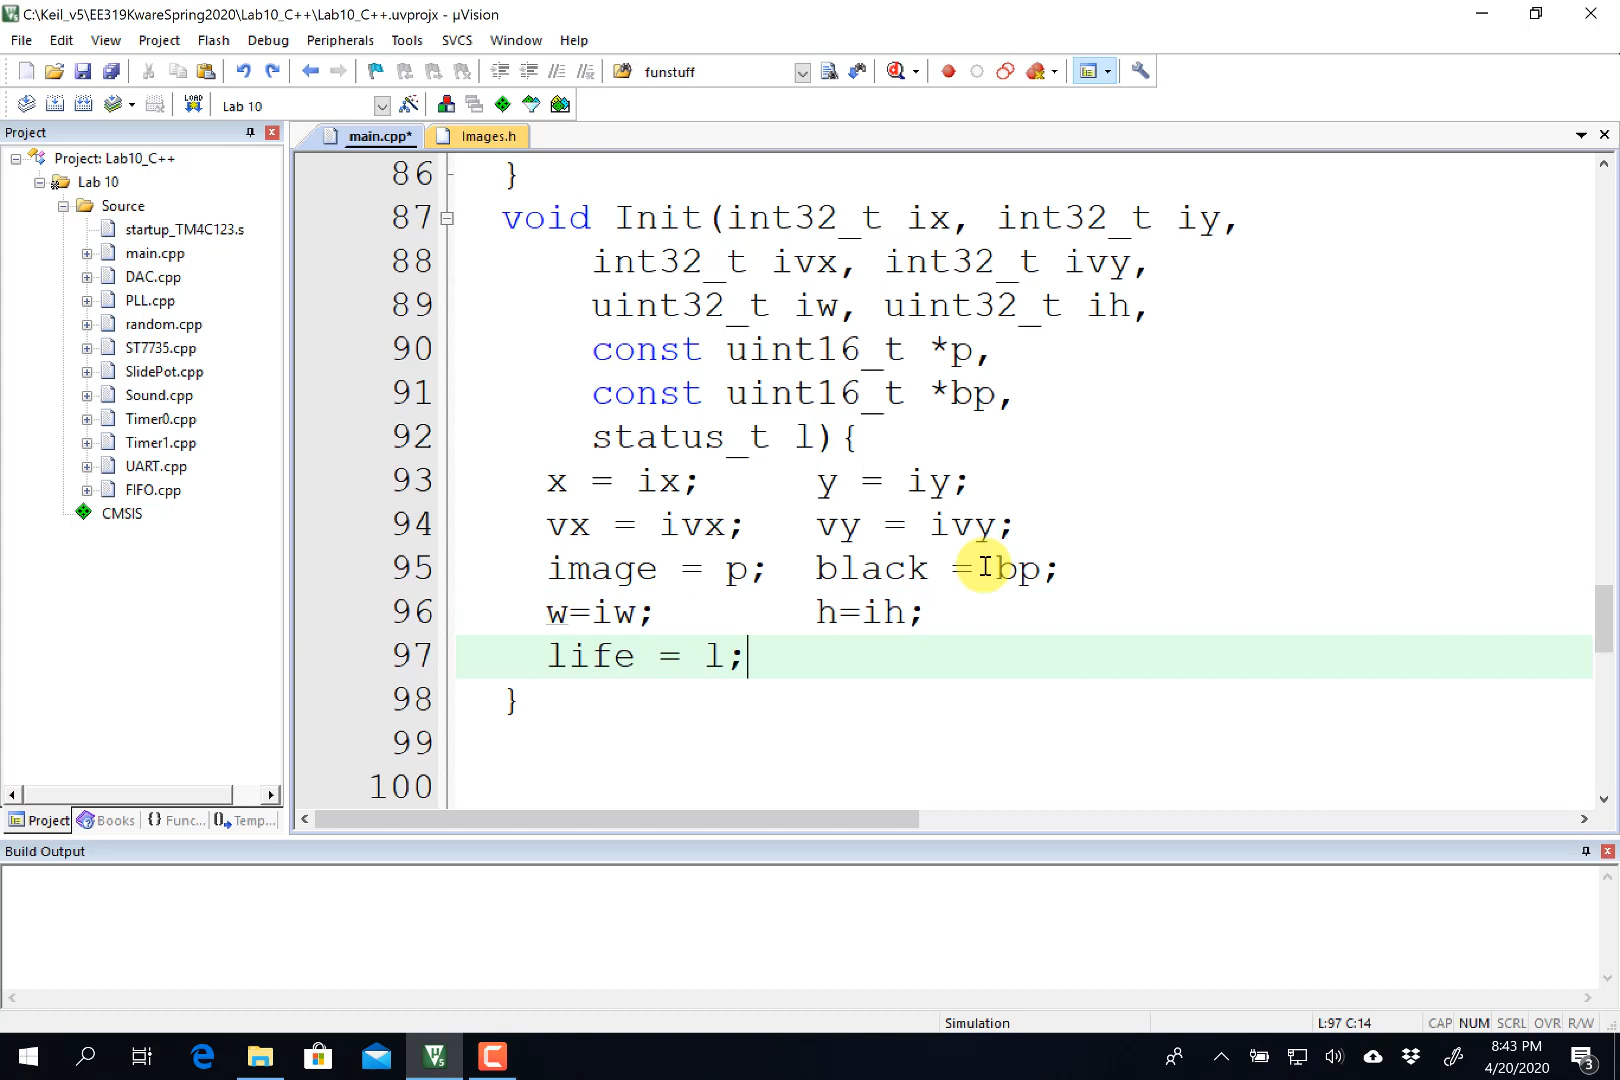 C:\Keil_v5\EE319KwareSpring2020\Lab10_C++\Lab10_C++.uvprojx - µVision
File Edit View Project Flash Debug Peripherals Tools SVCS Window Help
funstuff
LOAD Lab 10
Project
main.cpp* Images.h
Project: Lab10_C++
Lab 10
Source
startup_TM4C123.s
main.cpp
DAC.cpp
PLL.cpp
random.cpp
ST7735.cpp
SlidePot.cpp
Sound.cpp
Timer0.cpp
Timer1.cpp
UART.cpp
FIFO.cpp
CMSIS
Project Books Func... Temp...
86 }
87 void Init(int32_t ix, int32_t iy,
88 int32_t ivx, int32_t ivy,
89 uint32_t iw, uint32_t ih,
90 const uint16_t *p,
91 const uint16_t *bp,
92 status_t l){
93 x = ix; y = iy;
94 vx = ivx; vy = ivy;
95 image = p; black = bp;
96 w=iw; h=ih;
97 life = l;
98 }
99
100
Build Output
Simulation L:97 C:14 CAP NUM SCRL OVR R/W
8:43 PM
4/20/2020
3